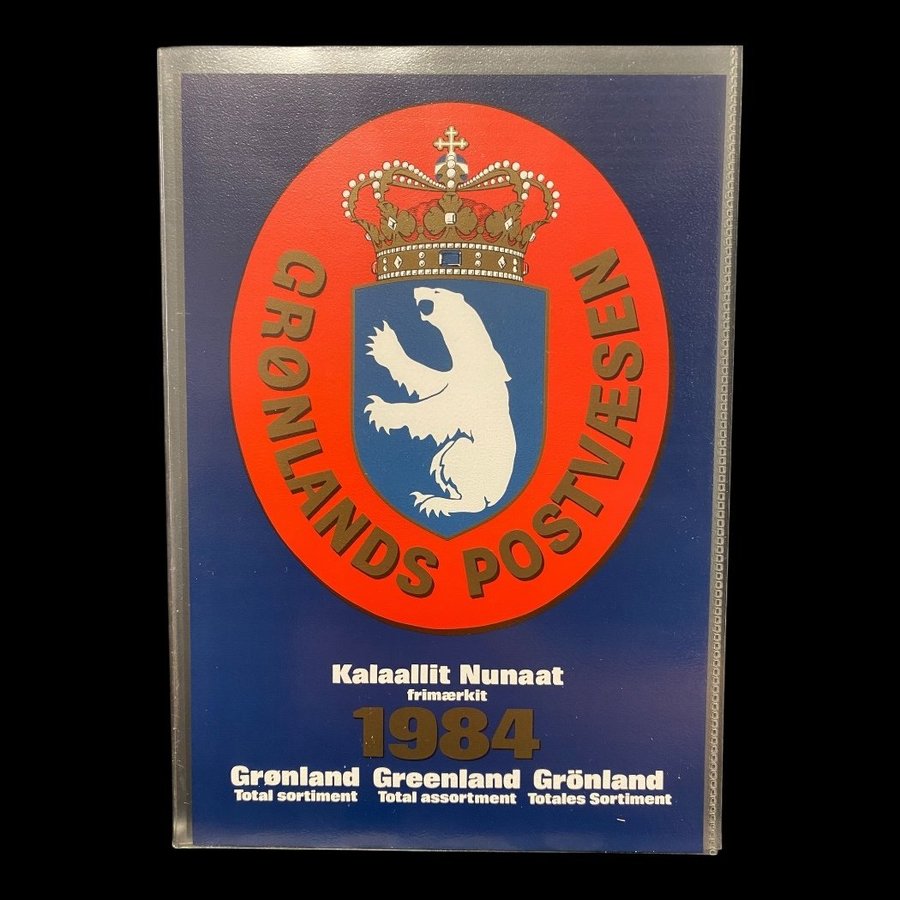 GRØNLANDS POSTVÆSEN
Kalaallit Nunaat
frimærkit
1984
Grønland Greenland Grönland
Total sortiment Total assortment Totales Sortiment